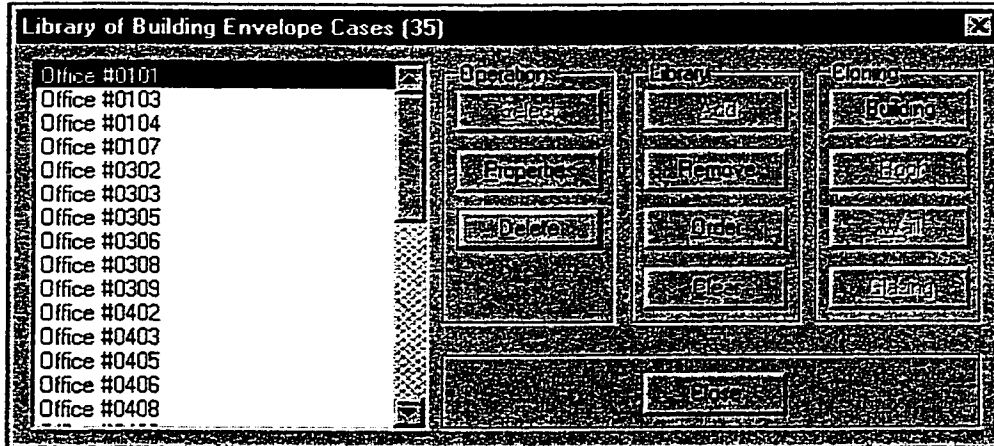 Library of Building Envelope Cases (35)
Office #0101
Office #0103
Office #0104
Office #0107
Office #0302
Office #0303
Office #0305
Office #0306
Office #0308
Office #0309
Office #0402
Office #0403
Office #0405
Office #0406
Office #0408
Operations
Select
Properties
Delete
Library
Add
Remove
Order
Clear
Cloning
Building
Roof
Wall
Glazing
Close